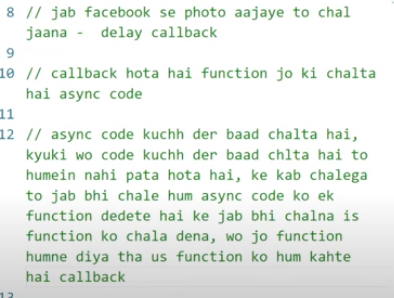 8 // jab facebook se photo aajaye to chal
jaana - delay callback
9
10 // callback hota hai function jo ki chalta
hai async code
11
12 // async code kuchh der baad chalta hai,
kyuki wo code kuchh der baad chlta hai to
humein nahi pata hota hai, ke kab chalega
to jab bhi chale hum async code ko ek
function dedete hai ke jab bhi chalna is
function ko chala dena, wo jo function
humne diya tha us function ko hum kahte
hai callback
13